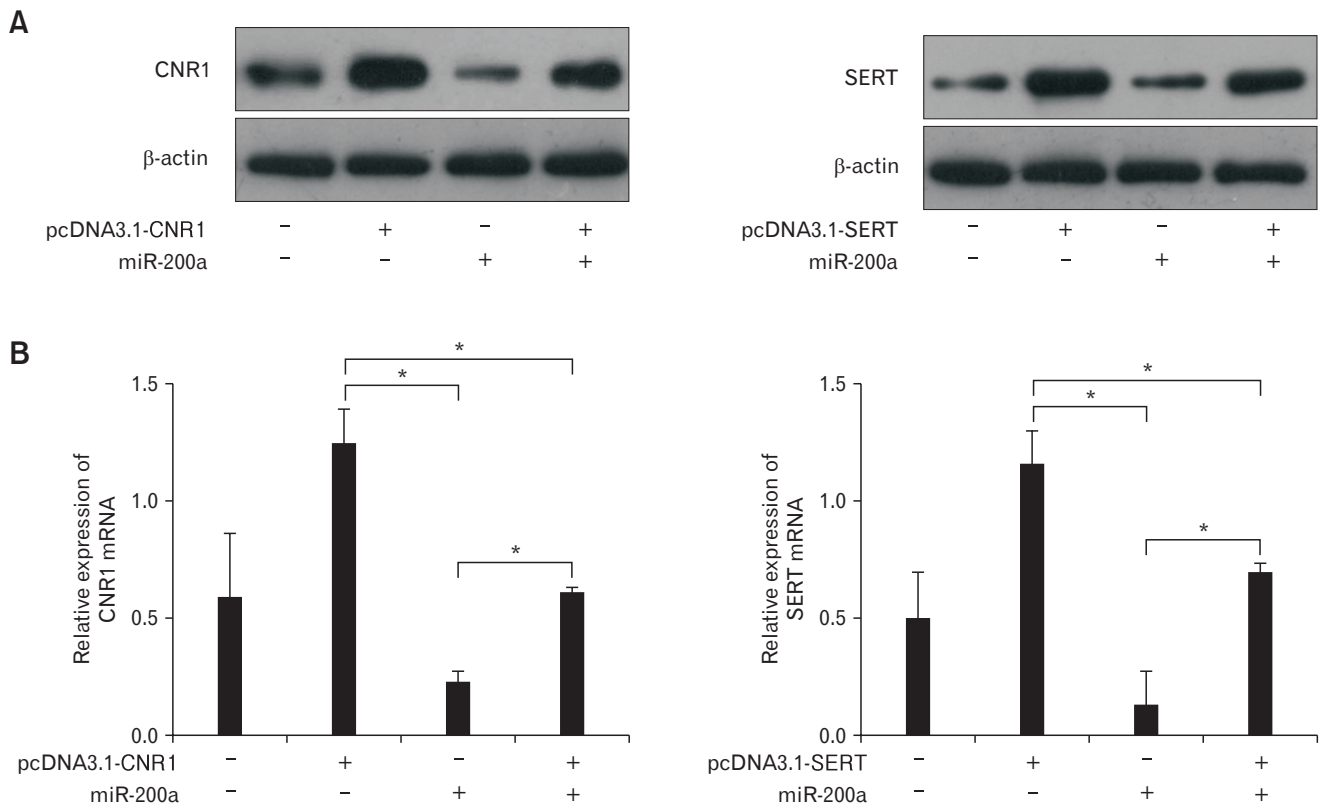 A
CNR1
β-actin
pcDNA3.1-CNR1 − + − +
miR-200a − − + +
SERT
β-actin
pcDNA3.1-SERT − + − +
miR-200a − − + +
B
Relative expression of
CNR1 mRNA
1.5
1.0
0.5
0.0
*
*
*
pcDNA3.1-CNR1 − + − +
miR-200a − − + +
Relative expression of
SERT mRNA
1.5
1.0
0.5
0.0
*
*
*
pcDNA3.1-SERT − + − +
miR-200a − − + +